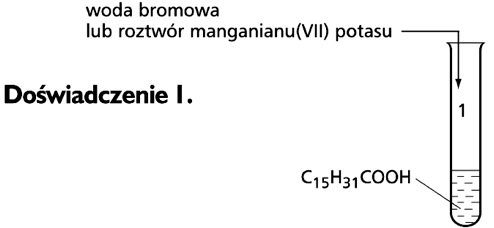 woda bromowa
lub roztwór manganianu(VII) potasu
Doświadczenie I.
1
C₁₅H₃₁COOH